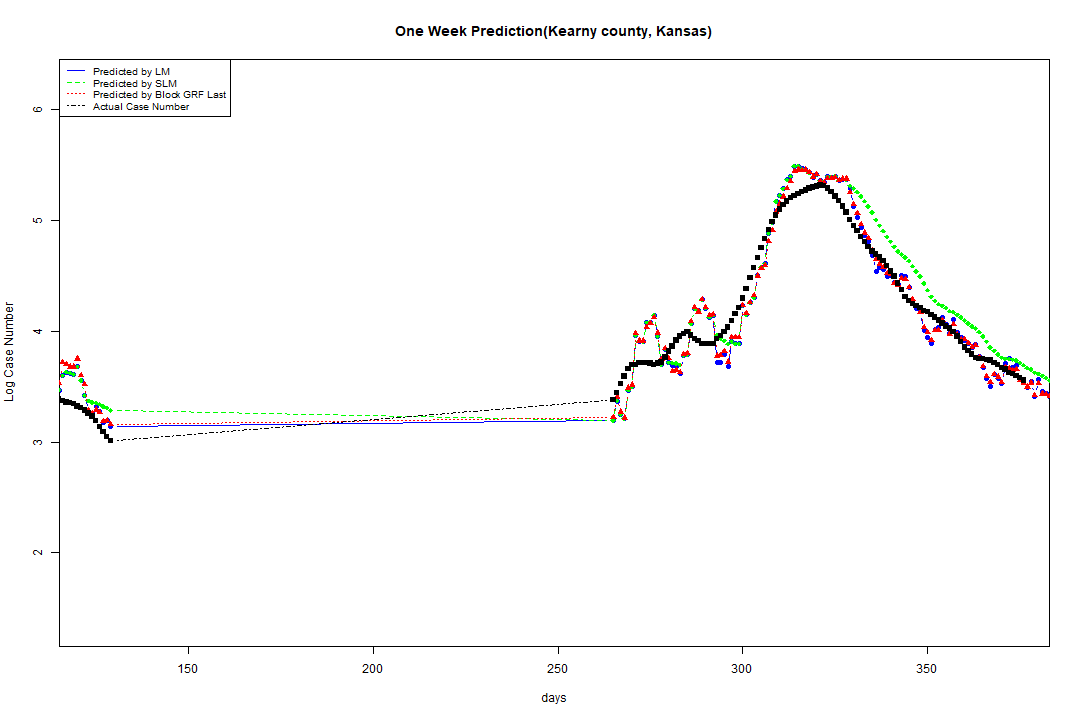 One Week Prediction(Kearny county, Kansas)
Predicted by LM
Predicted by SLM
Predicted by Block GRF Last
Actual Case Number
6
5
4
3
2
Log Case Number
150
200
250
300
350
days